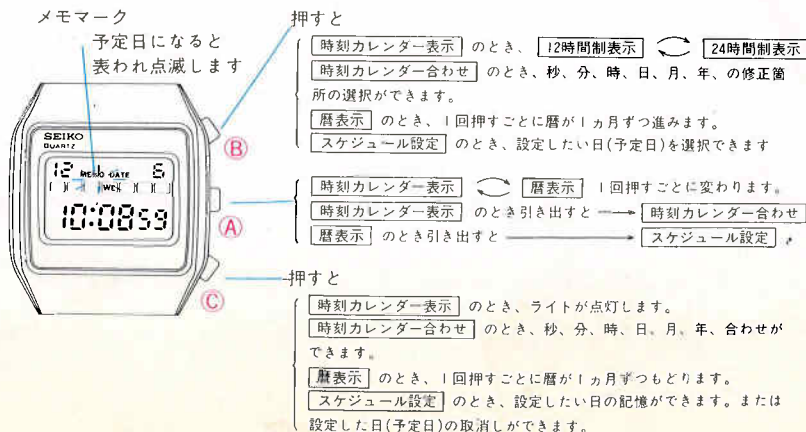 メモマーク
予定日になると
表われ点滅します
SEIKO
QUARTZ
12 MEMO DATE 6
WED
10:08 59
Ⓑ
Ⓐ
Ⓒ
押すと
時刻カレンダー表示 のとき、 12時間制表示 24時間制表示
時刻カレンダー合わせ のとき、秒、分、時、日、月、年、の修正箇
所の選択ができます。
暦表示 のとき、1回押すごとに暦が1ヵ月ずつ進みます。
スケジュール設定 のとき、設定したい日(予定日)を選択できます
時刻カレンダー表示 暦表示 1回押すごとに変わります。
時刻カレンダー表示 のとき引き出すと → 時刻カレンダー合わせ
暦表示 のとき引き出すと → スケジュール設定 。
押すと
時刻カレンダー表示 のとき、ライトが点灯します。
時刻カレンダー合わせ のとき、秒、分、時、日、月、年、合わせが
できます。
暦表示 のとき、1回押すごとに暦が1ヵ月ずつもどります。
スケジュール設定 のとき、設定したい日の記憶ができます。または
設定した日(予定日)の取消しができます。